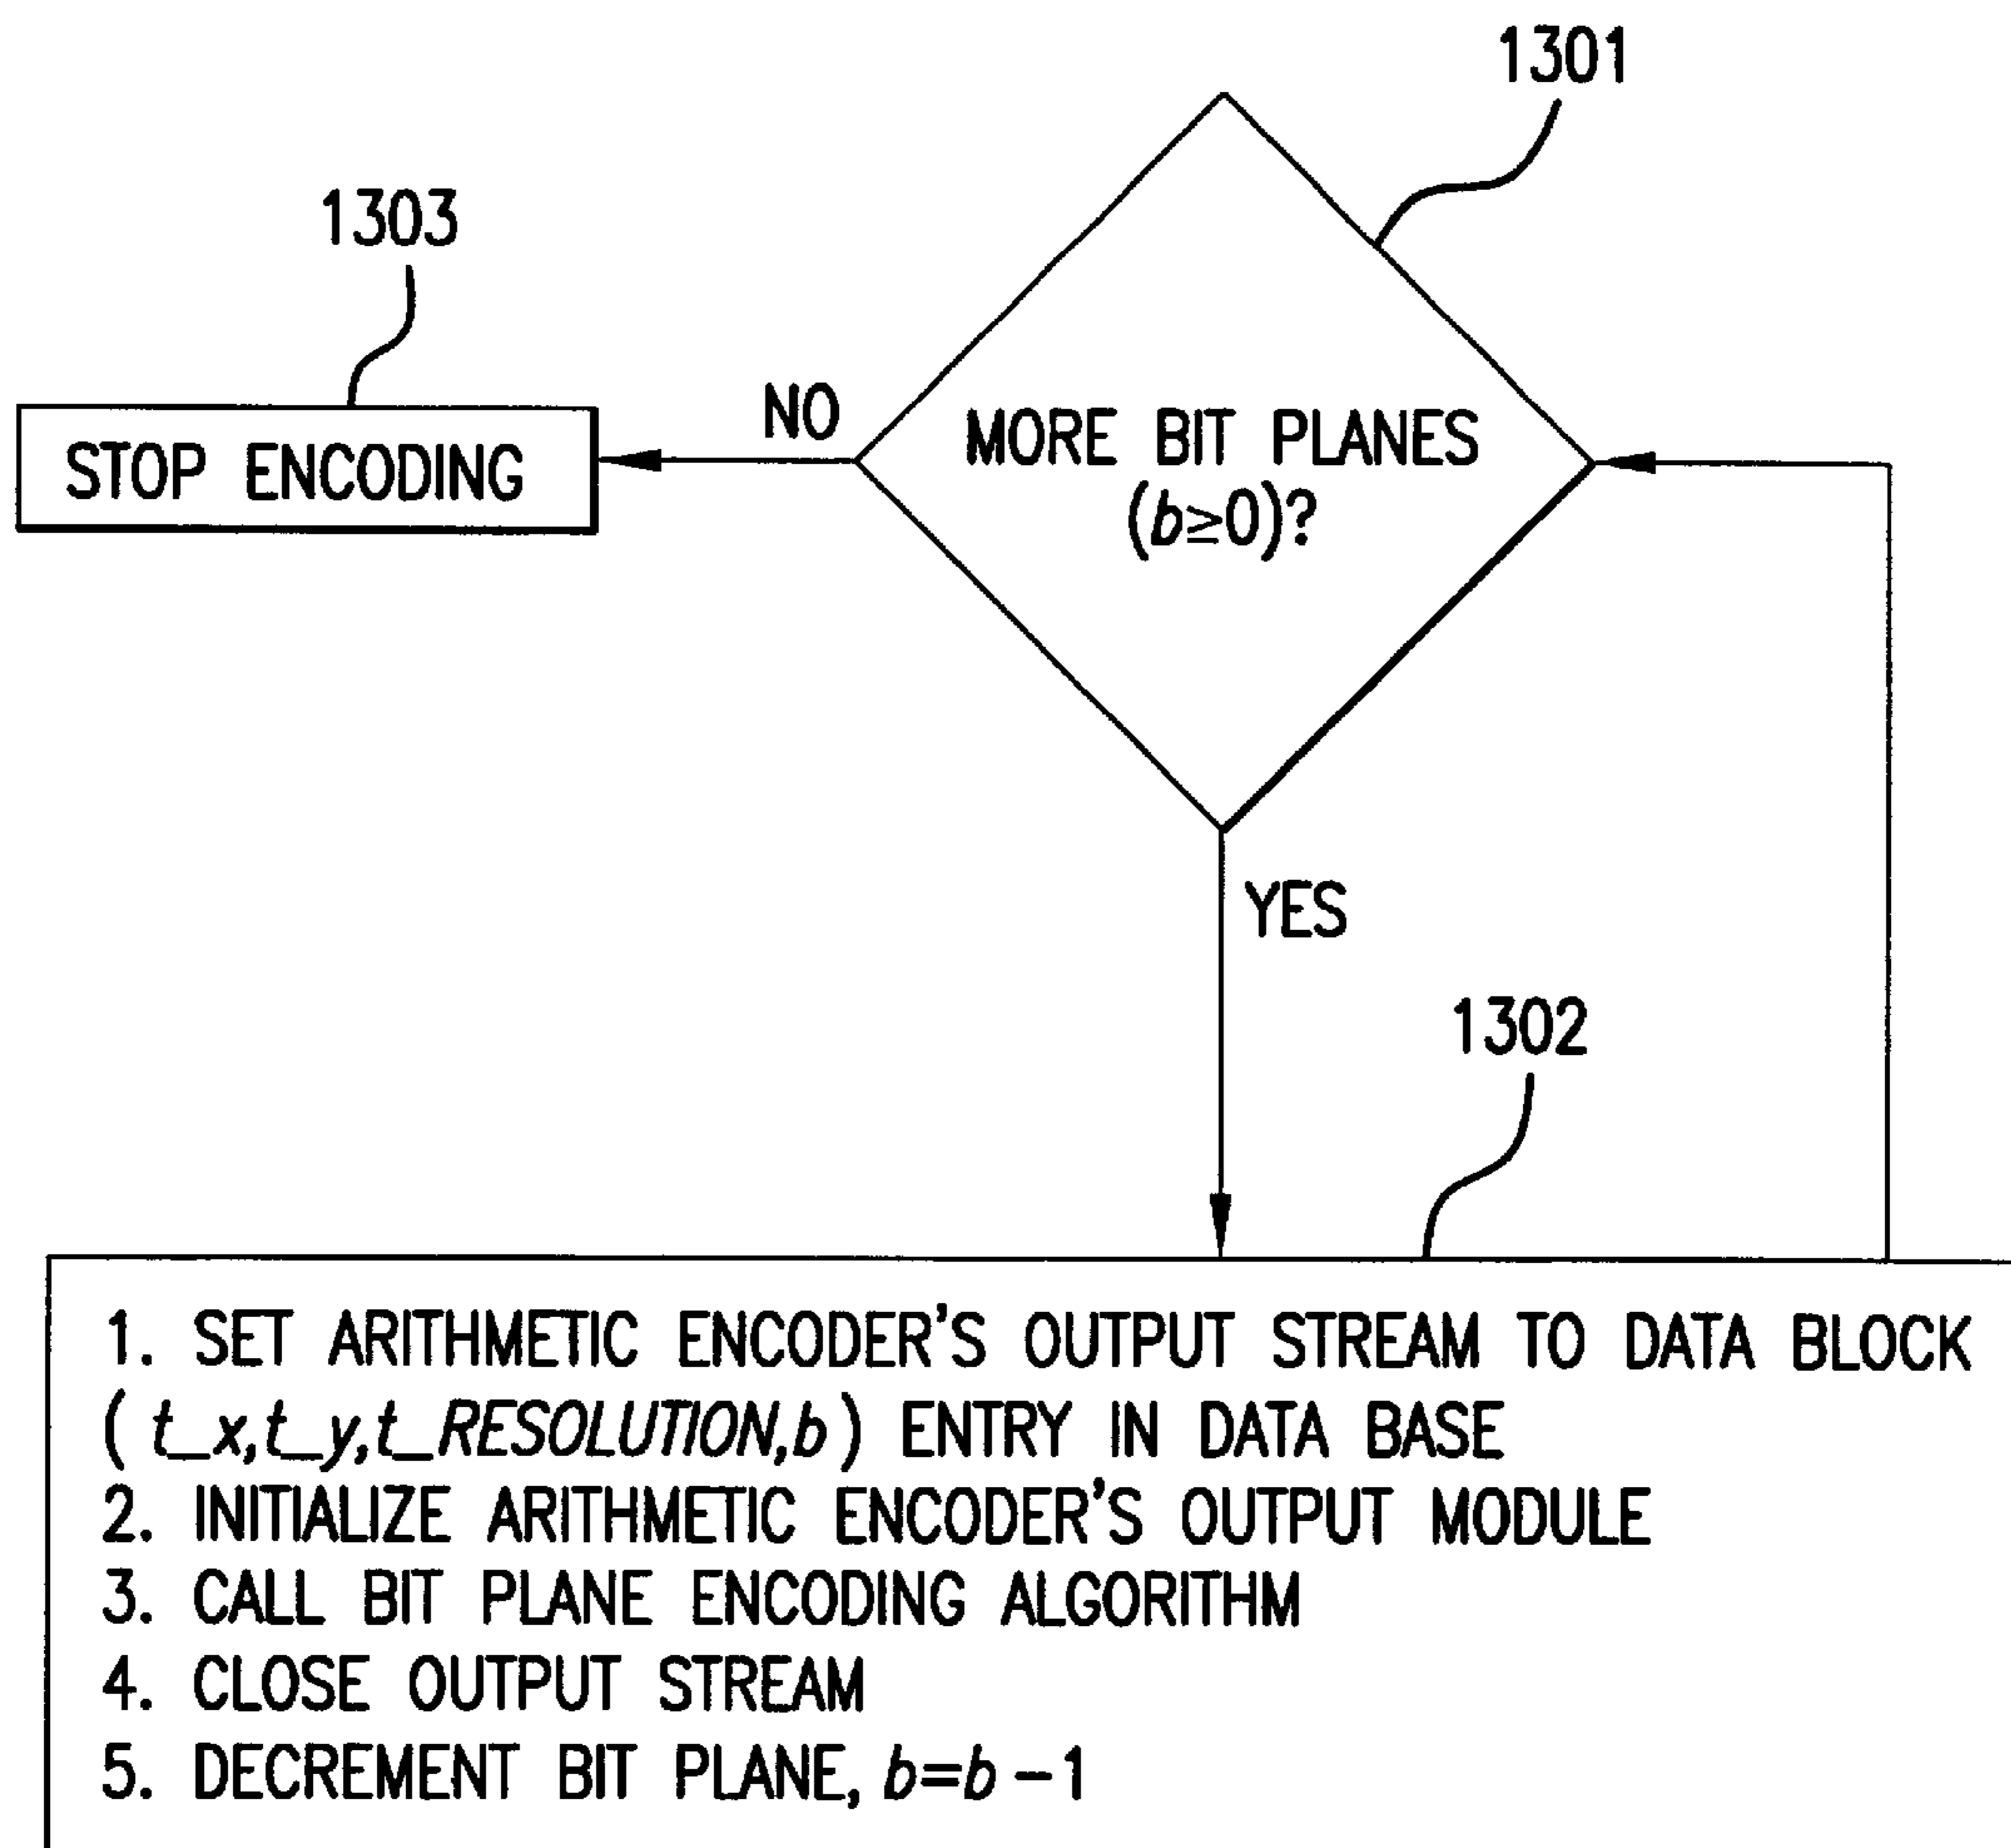 1301
1303
NO
MORE BIT PLANES
(b≥0)?
STOP ENCODING
YES
1302
1. SET ARITHMETIC ENCODER'S OUTPUT STREAM TO DATA BLOCK
(t_x,t_y,t_RESOLUTION,b) ENTRY IN DATA BASE
2. INITIALIZE ARITHMETIC ENCODER'S OUTPUT MODULE
3. CALL BIT PLANE ENCODING ALGORITHM
4. CLOSE OUTPUT STREAM
5. DECREMENT BIT PLANE, b=b-1